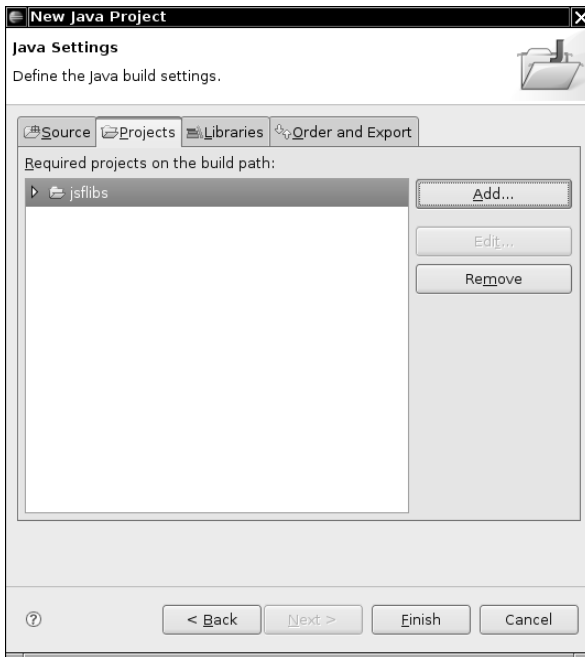 New Java Project
Java Settings
Define the Java build settings.
Source Projects Libraries Order and Export
Required projects on the build path:
jsflibs
Add...
Edit...
Remove
?
< Back Next > Finish Cancel